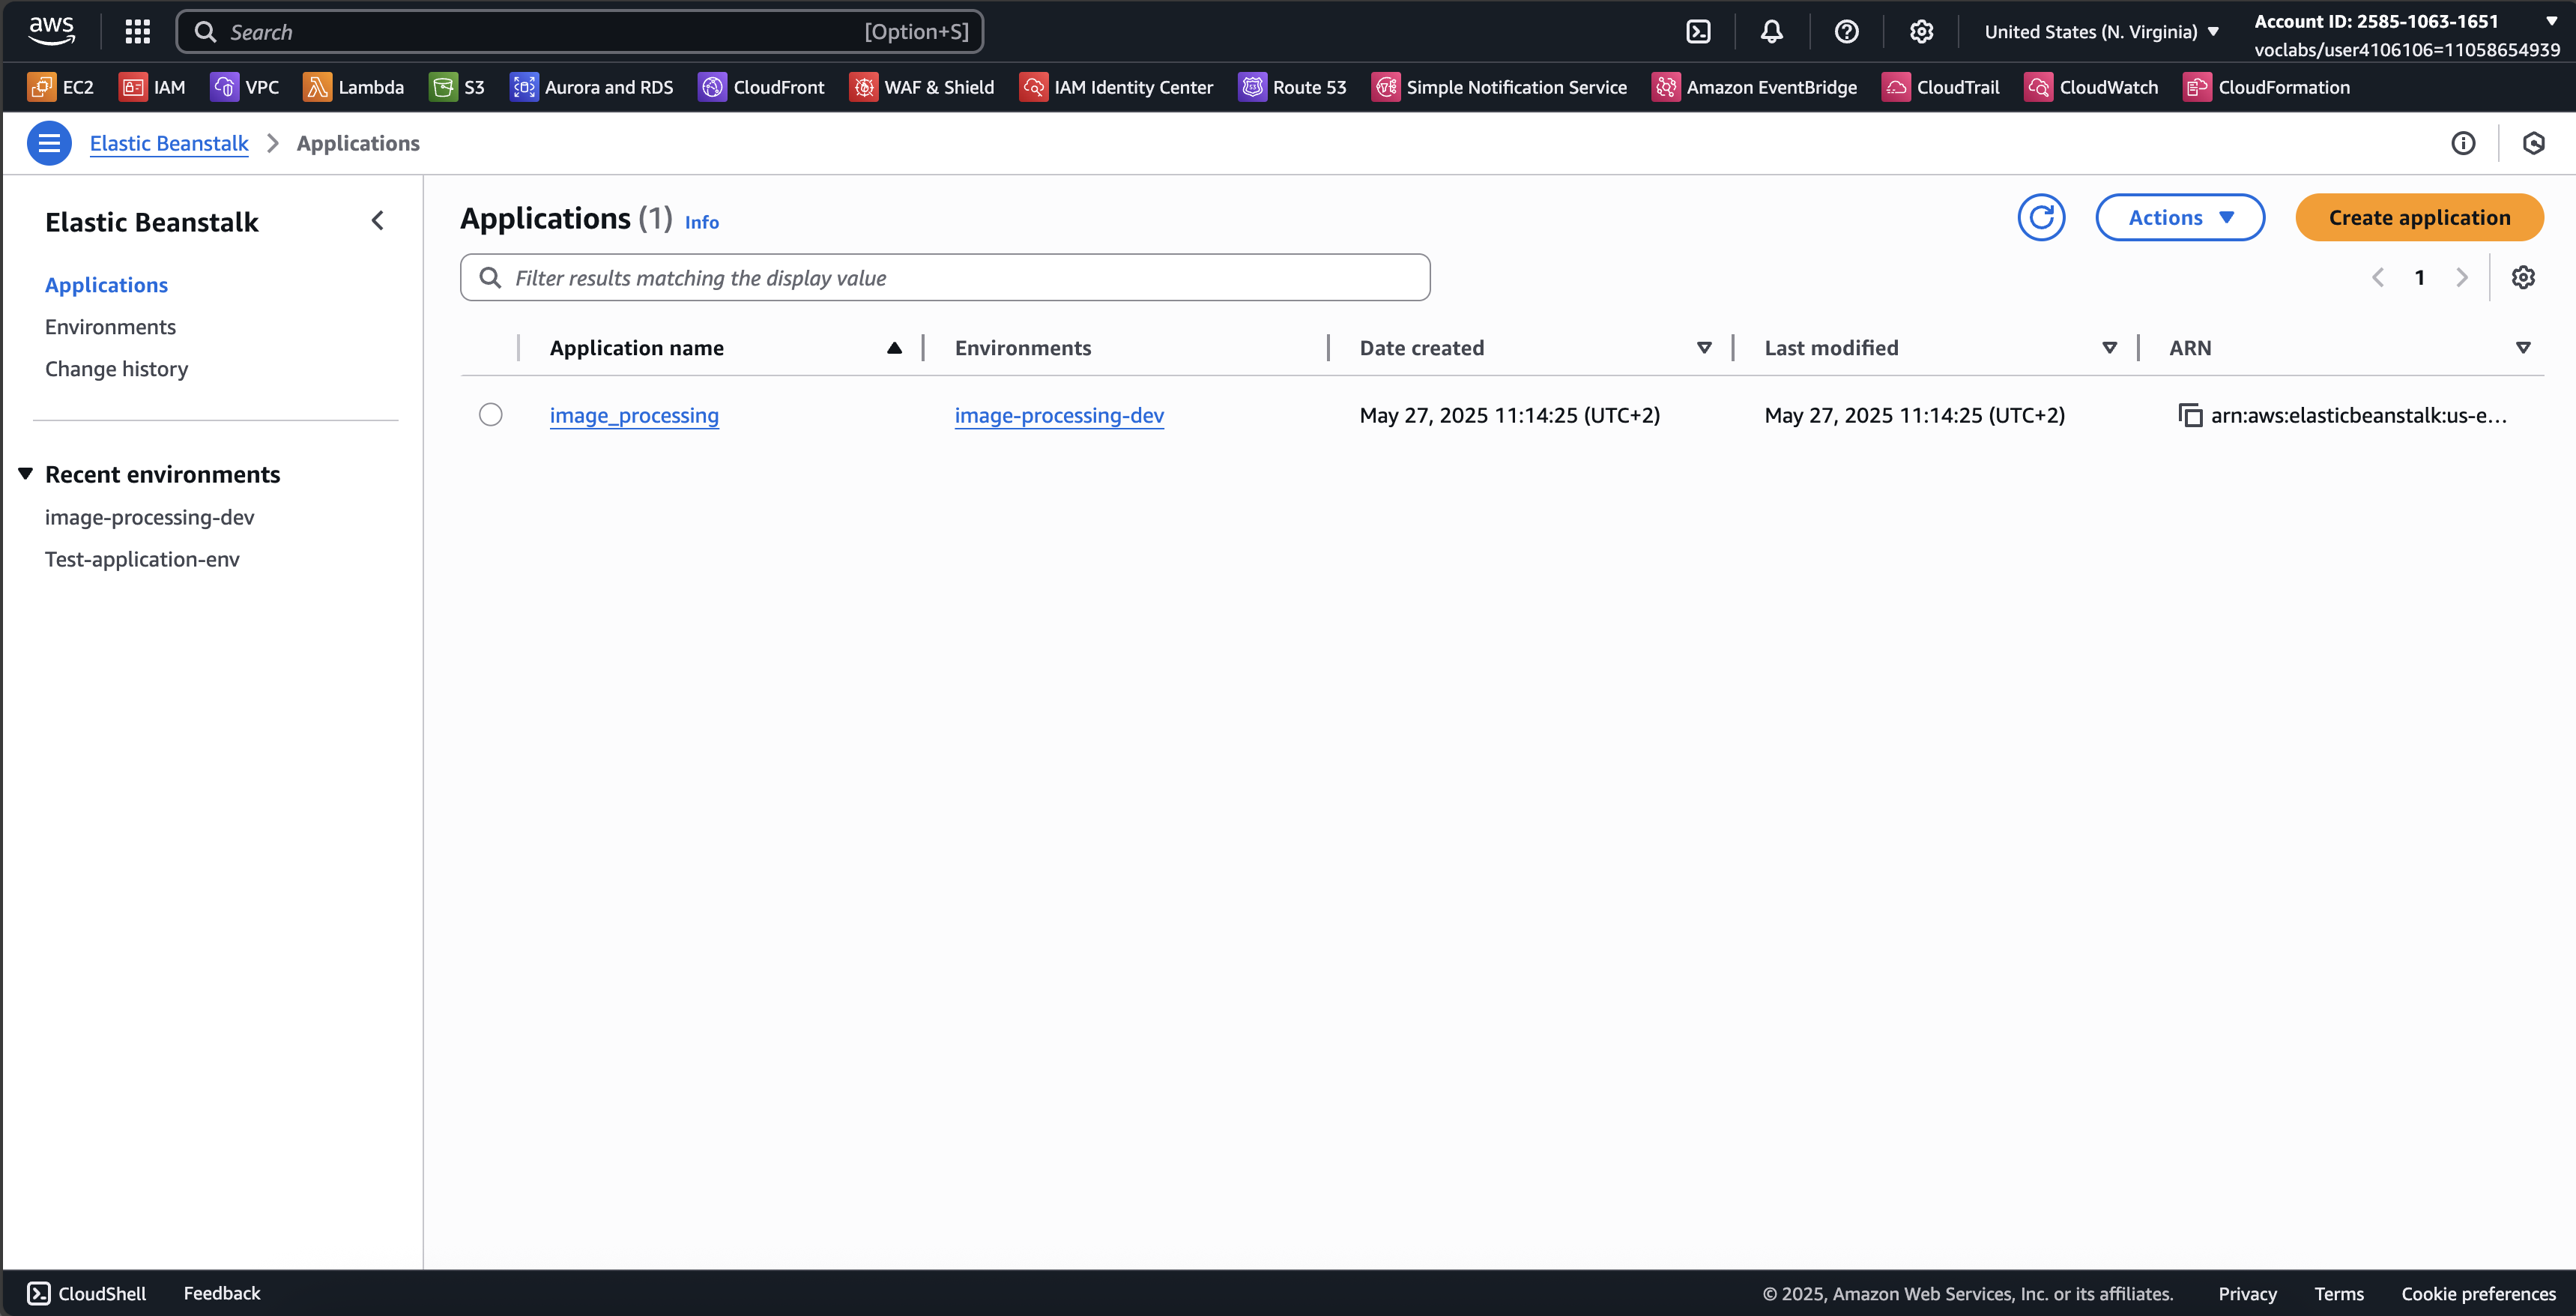 aws
Search [Option+S]
United States (N. Virginia)
Account ID: 2585-1063-1651
voclabs/user4106106=11058654939
EC2 IAM VPC Lambda S3 Aurora and RDS CloudFront WAF & Shield IAM Identity Center Route 53 Simple Notification Service Amazon EventBridge CloudTrail CloudWatch CloudFormation
Elastic Beanstalk Applications
Elastic Beanstalk
Applications
Environments
Change history
Recent environments
image-processing-dev
Test-application-env
Applications (1) Info
Actions Create application
Filter results matching the display value
1
Application name Environments Date created Last modified ARN
image_processing image-processing-dev May 27, 2025 11:14:25 (UTC+2) May 27, 2025 11:14:25 (UTC+2) arn:aws:elasticbeanstalk:us-e...
CloudShell Feedback © 2025, Amazon Web Services, Inc. or its affiliates. Privacy Terms Cookie preferences